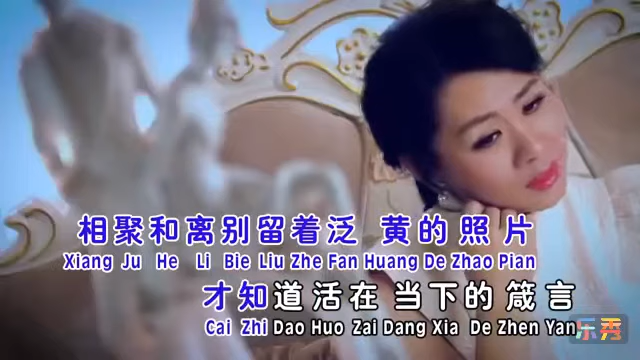 相聚和离别留着泛 黄的照片
Xiang Ju He Li Bie Liu Zhe Fan Huang De Zhao Pian
才知道活在当下的箴言
Cai Zhi Dao Huo Zai Dang Xia De Zhen Yan
乐秀